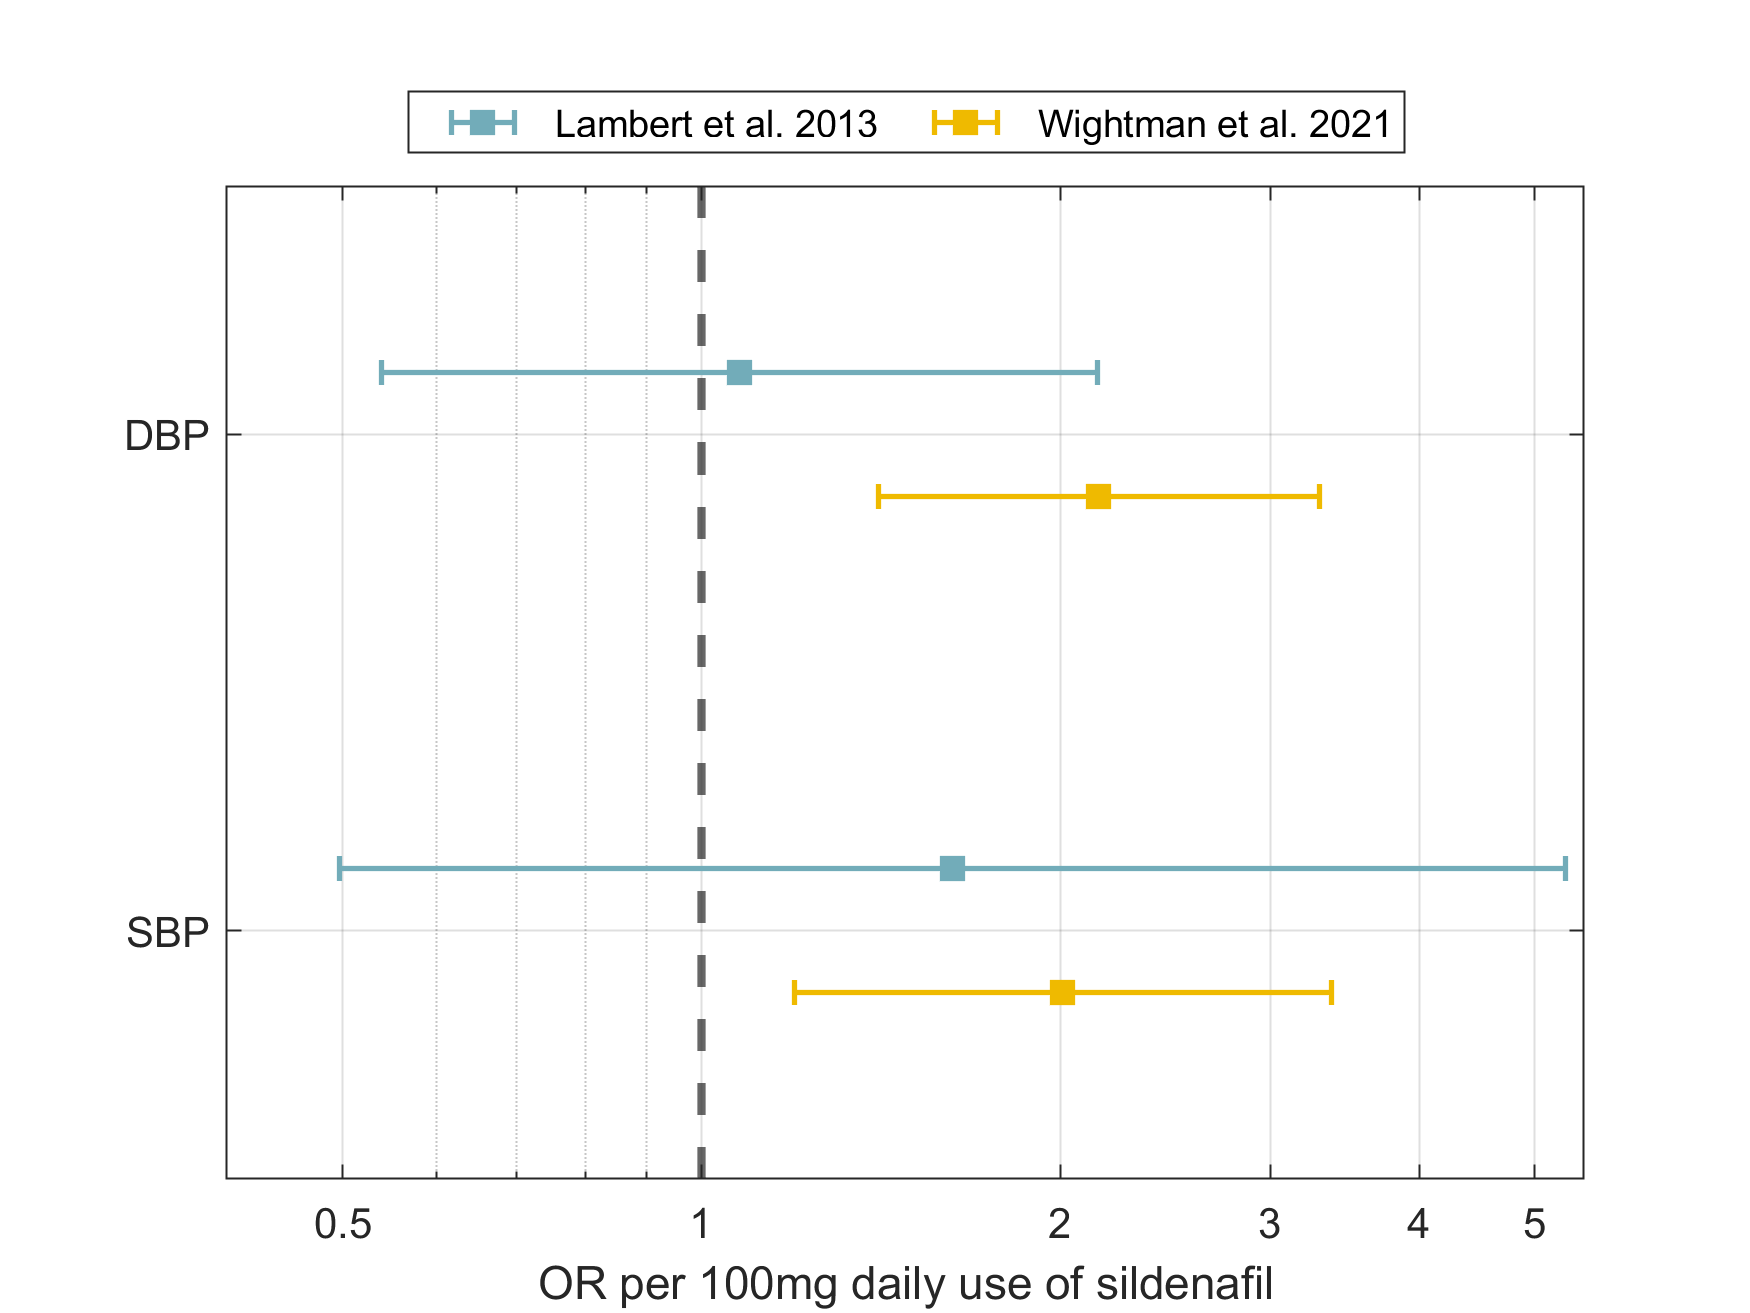 Lambert et al. 2013 Wightman et al. 2021
DBP
SBP
0.5 1 2 3 4 5
OR per 100mg daily use of sildenafil